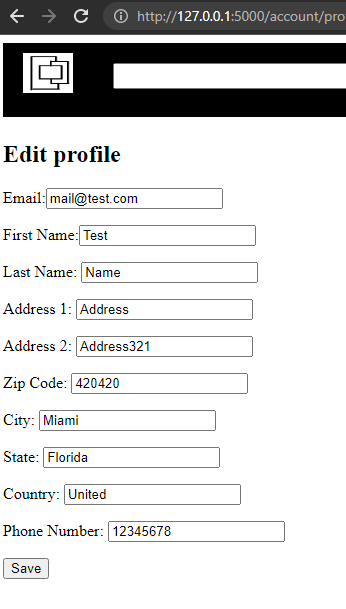 http://127.0.0.1:5000/account/pro
Edit profile
Email: mail@test.com
First Name: Test
Last Name: Name
Address 1: Address
Address 2: Address321
Zip Code: 420420
City: Miami
State: Florida
Country: United
Phone Number: 12345678
Save